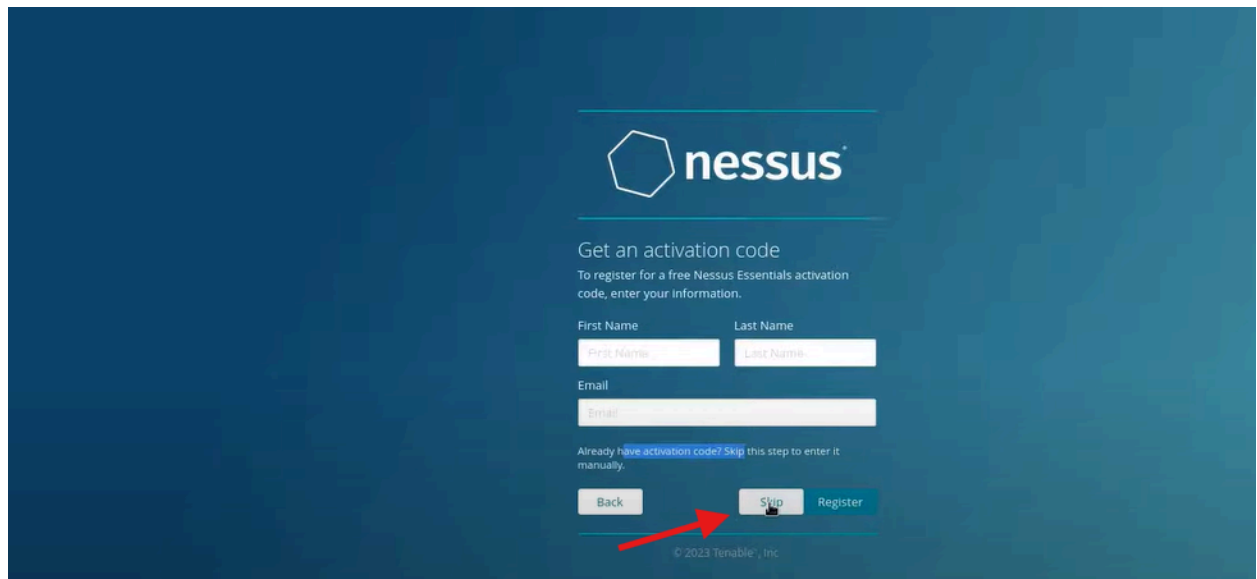 nessus
Get an activation code
To register for a free Nessus Essentials activation
code, enter your information.
First Name Last Name
First Name Last Name
Email
Email
Already have activation code? Skip this step to enter it
manually.
Back Skip Register
© 2023 Tenable®, Inc